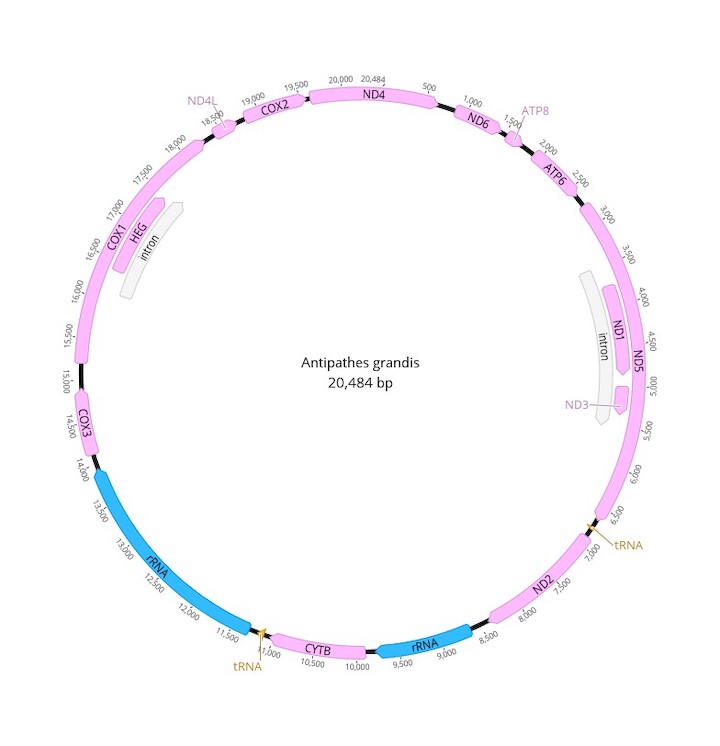 Antipathes grandis
20,484 bp
20,484
ND4
500
1,000
ND6
1,500
ATP8
2,000
ATP6
2,500
3,000
3,500
4,000
4,500
ND5
ND1
intron
ND3
5,000
5,500
6,000
6,500
tRNA
7,000
ND2
7,500
8,000
8,500
rRNA
9,000
9,500
10,000
CYTB
10,500
11,000
tRNA
11,500
12,000
12,500
rRNA
13,000
13,500
14,000
COX3
14,500
15,000
15,500
16,000
16,500
COX1
HEG
intron
17,000
17,500
18,000
18,500
ND4L
19,000
COX2
19,500
20,000